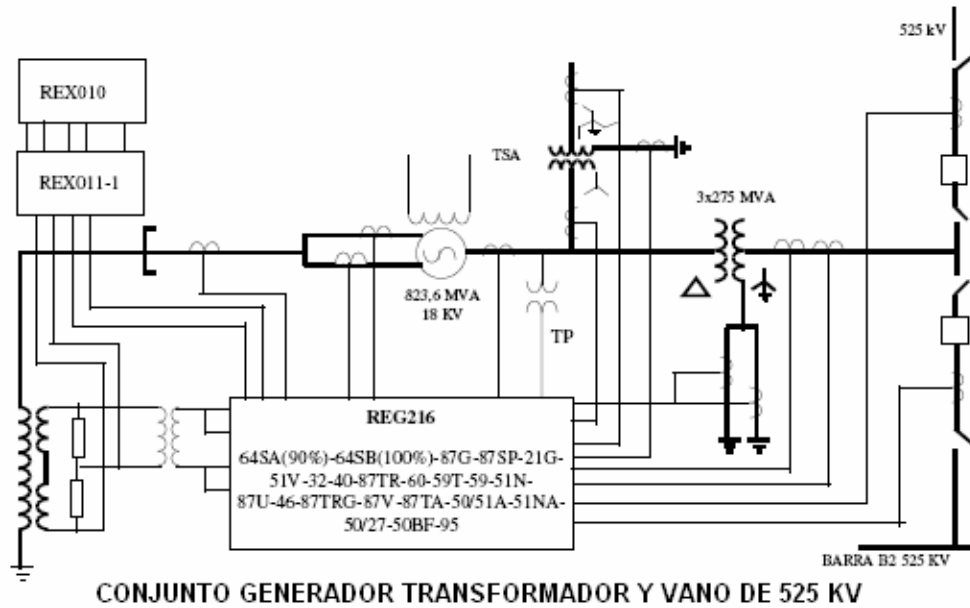 525 kV
REX010
REX011-1
TSA
3x275 MVA
823,6 MVA
18 KV
TP
REG216
64SA(90%)-64SB(100%)-87G-87SP-21G-
51V-32-40-87TR-60-59T-59-51N-
87U-46-87TRG-87V-87TA-50/51A-51NA-
50/27-50BF-95
BARRA B2 525 KV
CONJUNTO GENERADOR TRANSFORMADOR Y VANO DE 525 KV